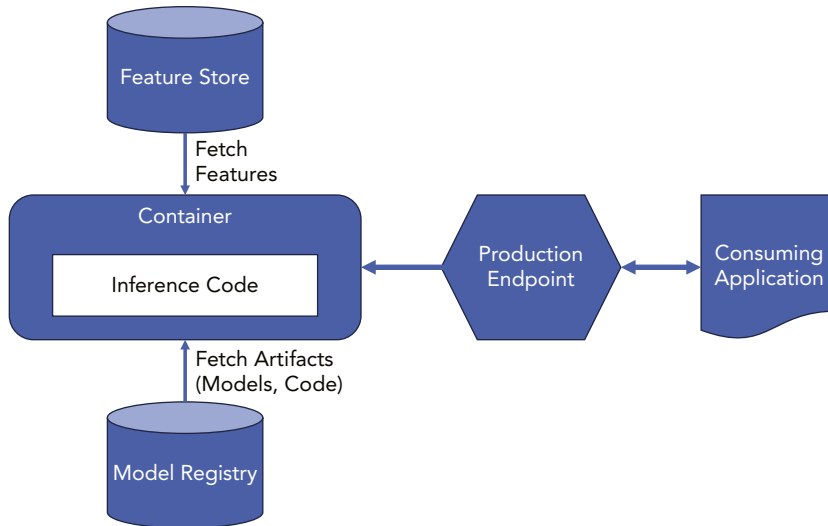 Feature Store
Fetch
Features
Container
Inference Code
Production
Endpoint
Consuming
Application
Fetch Artifacts
(Models, Code)
Model Registry